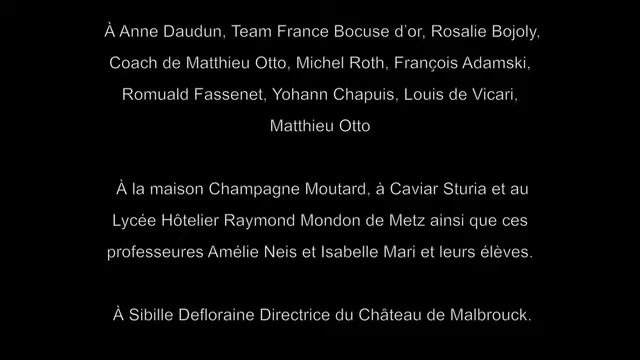 À Anne Daudun, Team France Bocuse d'or, Rosalie Bojoly,
Coach de Matthieu Otto, Michel Roth, François Adamski,
Romuald Fassenet, Yohann Chapuis, Louis de Vicari,
Matthieu Otto
À la maison Champagne Moutard, à Caviar Sturia et au
Lycée Hôtelier Raymond Mondon de Metz ainsi que ces
professeures Amélie Neis et Isabelle Mari et leurs élèves.
À Sibille Defloraine Directrice du Château de Malbrouck.